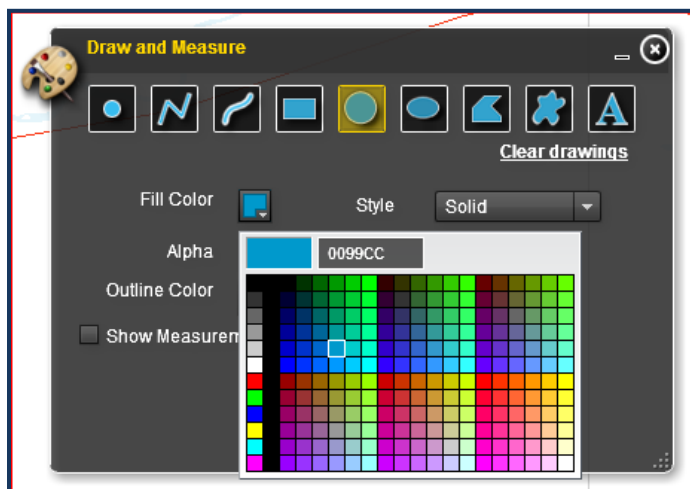 Draw and Measure
A
Clear drawings
Fill Color
Style
Solid
Alpha
0099CC
Outline Color
Show Measurem